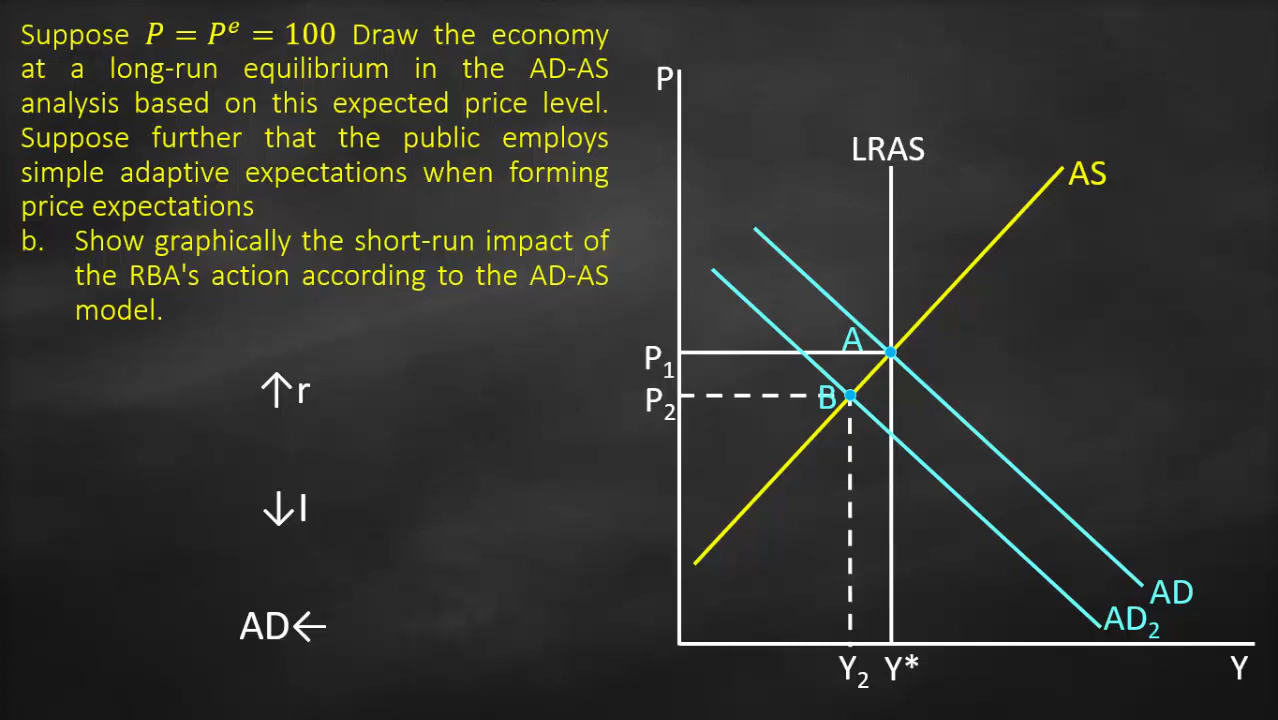 Suppose P = Pᵉ = 100 Draw the economy
at a long-run equilibrium in the AD-AS
analysis based on this expected price level.
Suppose further that the public employs
simple adaptive expectations when forming
price expectations
b. Show graphically the short-run impact of
the RBA's action according to the AD-AS
model.
↑r
↓I
AD←
P
LRAS
AS
A
P₁
B
P₂
AD
AD₂
Y₂ Y* Y